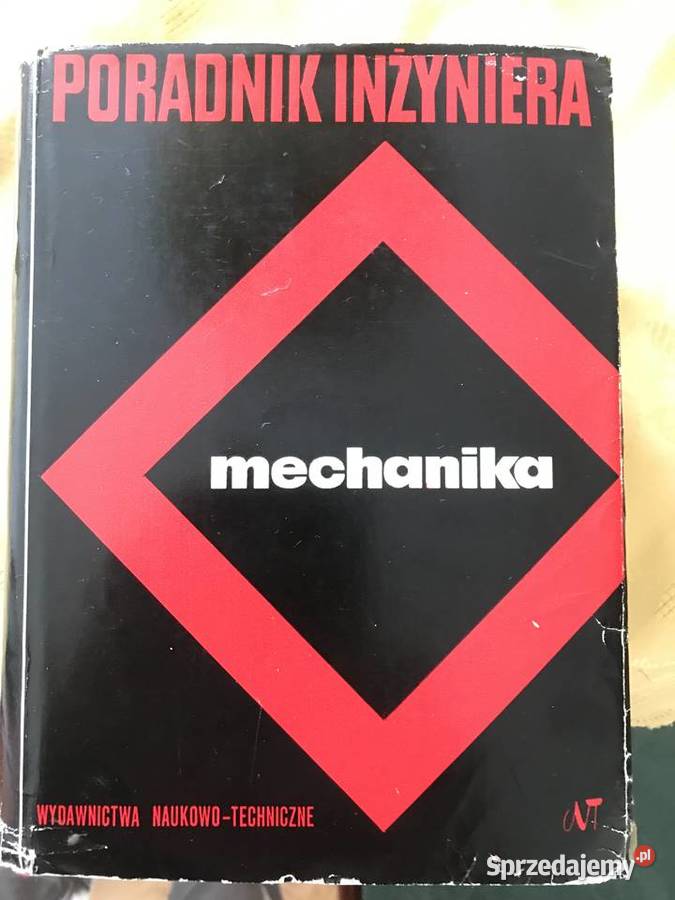 PORADNIK INŻYNIERA
mechanika
WYDAWNICTWA NAUKOWO-TECHNICZNE
NT
Sprzedajemy.pl